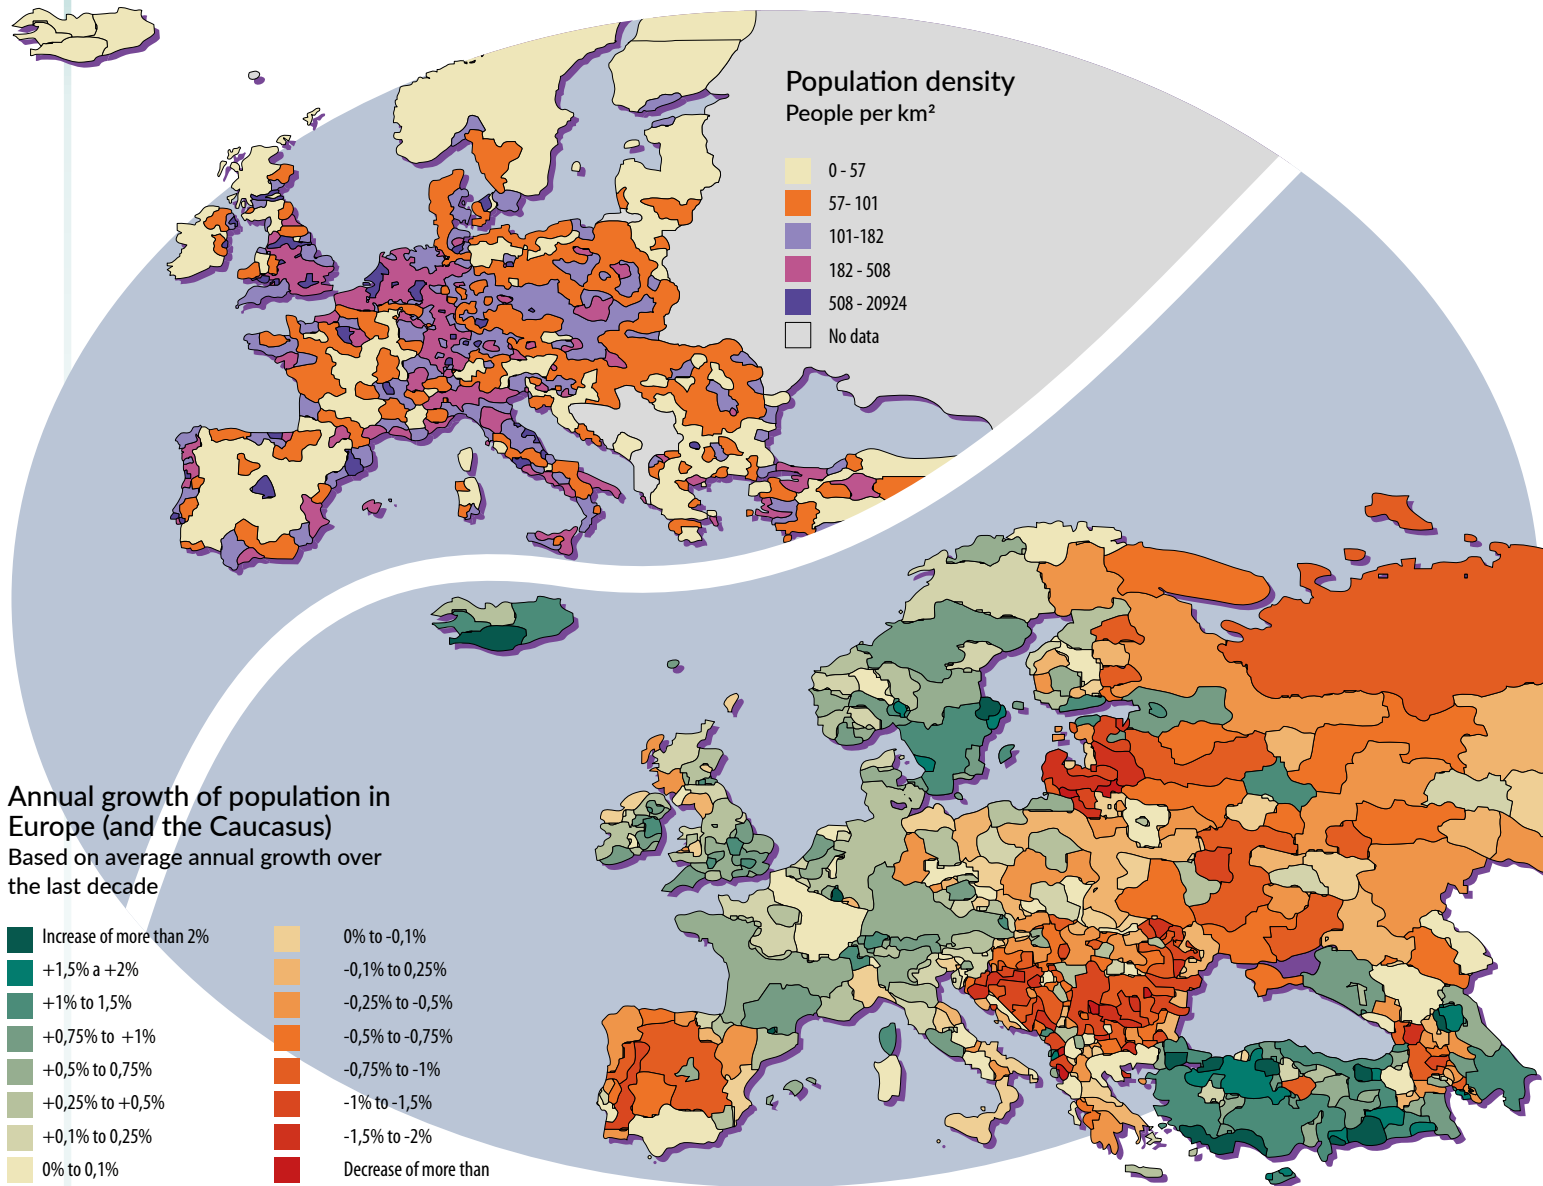 Population density
People per km²
0 - 57
57- 101
101-182
182 - 508
508 - 20924
No data
Annual growth of population in
Europe (and the Caucasus)
Based on average annual growth over
the last decade
Increase of more than 2%
+1,5% a +2%
+1% to 1,5%
+0,75% to +1%
+0,5% to 0,75%
+0,25% to +0,5%
+0,1% to 0,25%
0% to 0,1%
0% to -0,1%
-0,1% to 0,25%
-0,25% to -0,5%
-0,5% to -0,75%
-0,75% to -1%
-1% to -1,5%
-1,5% to -2%
Decrease of more than